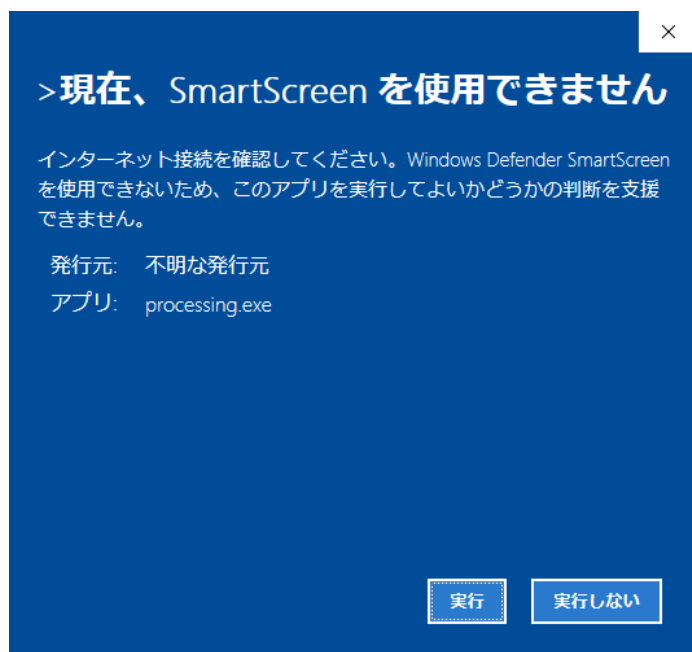 >現在、SmartScreen を使用できません
インターネット接続を確認してください。Windows Defender SmartScreen
を使用できないため、このアプリを実行してよいかどうかの判断を支援
できません。
発行元: 不明な発行元
アプリ: processing.exe
実行 実行しない